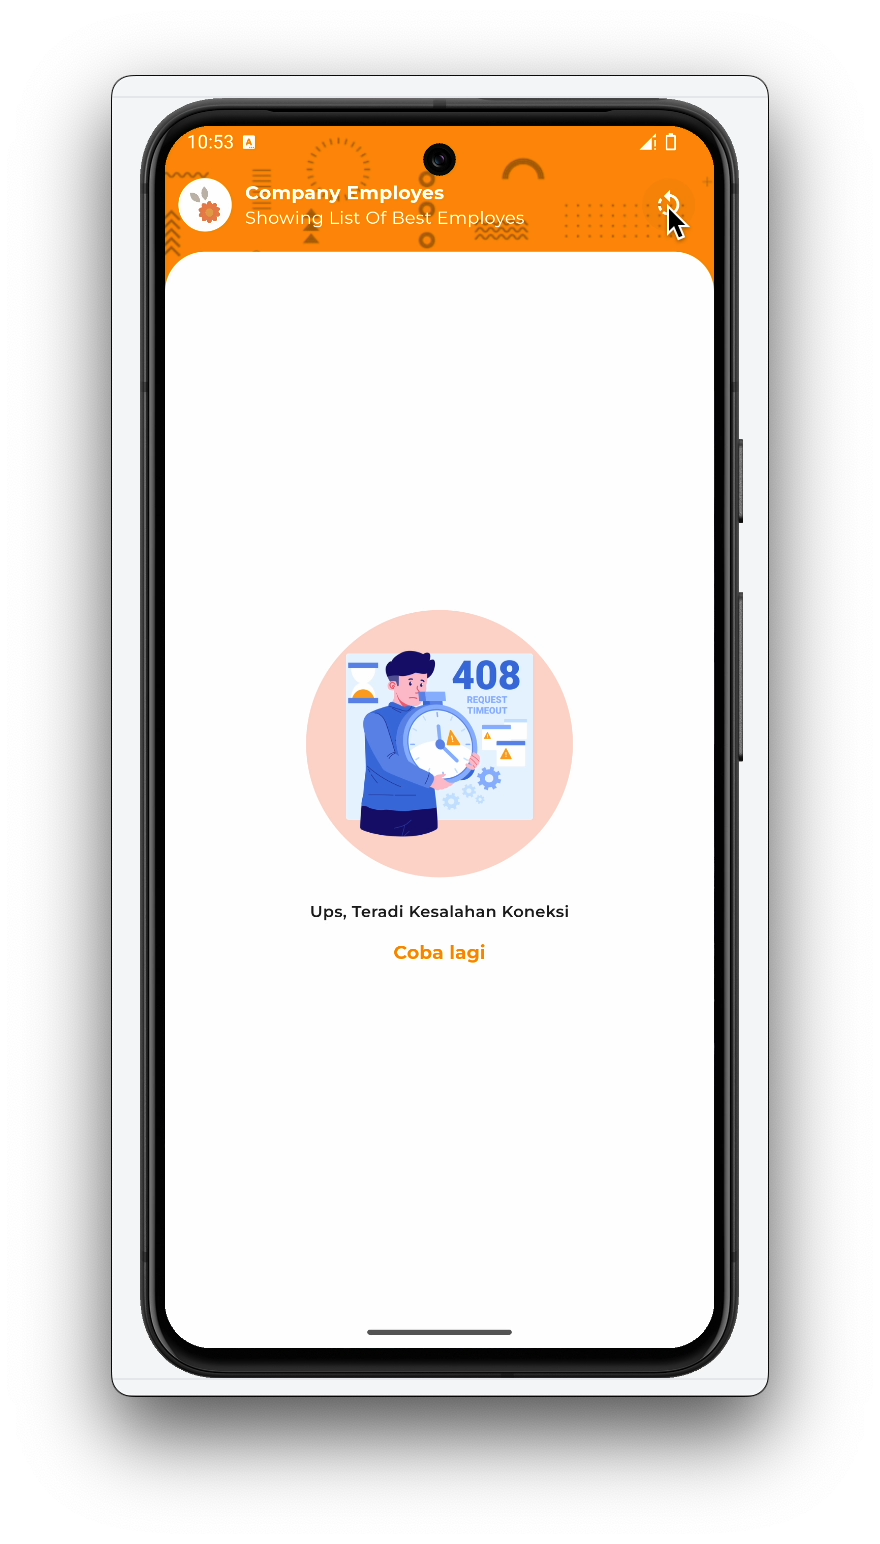 10:53 A
Company Employes
Showing List Of Best Employes
408
REQUEST
TIMEOUT
Ups, Teradi Kesalahan Koneksi
Coba lagi